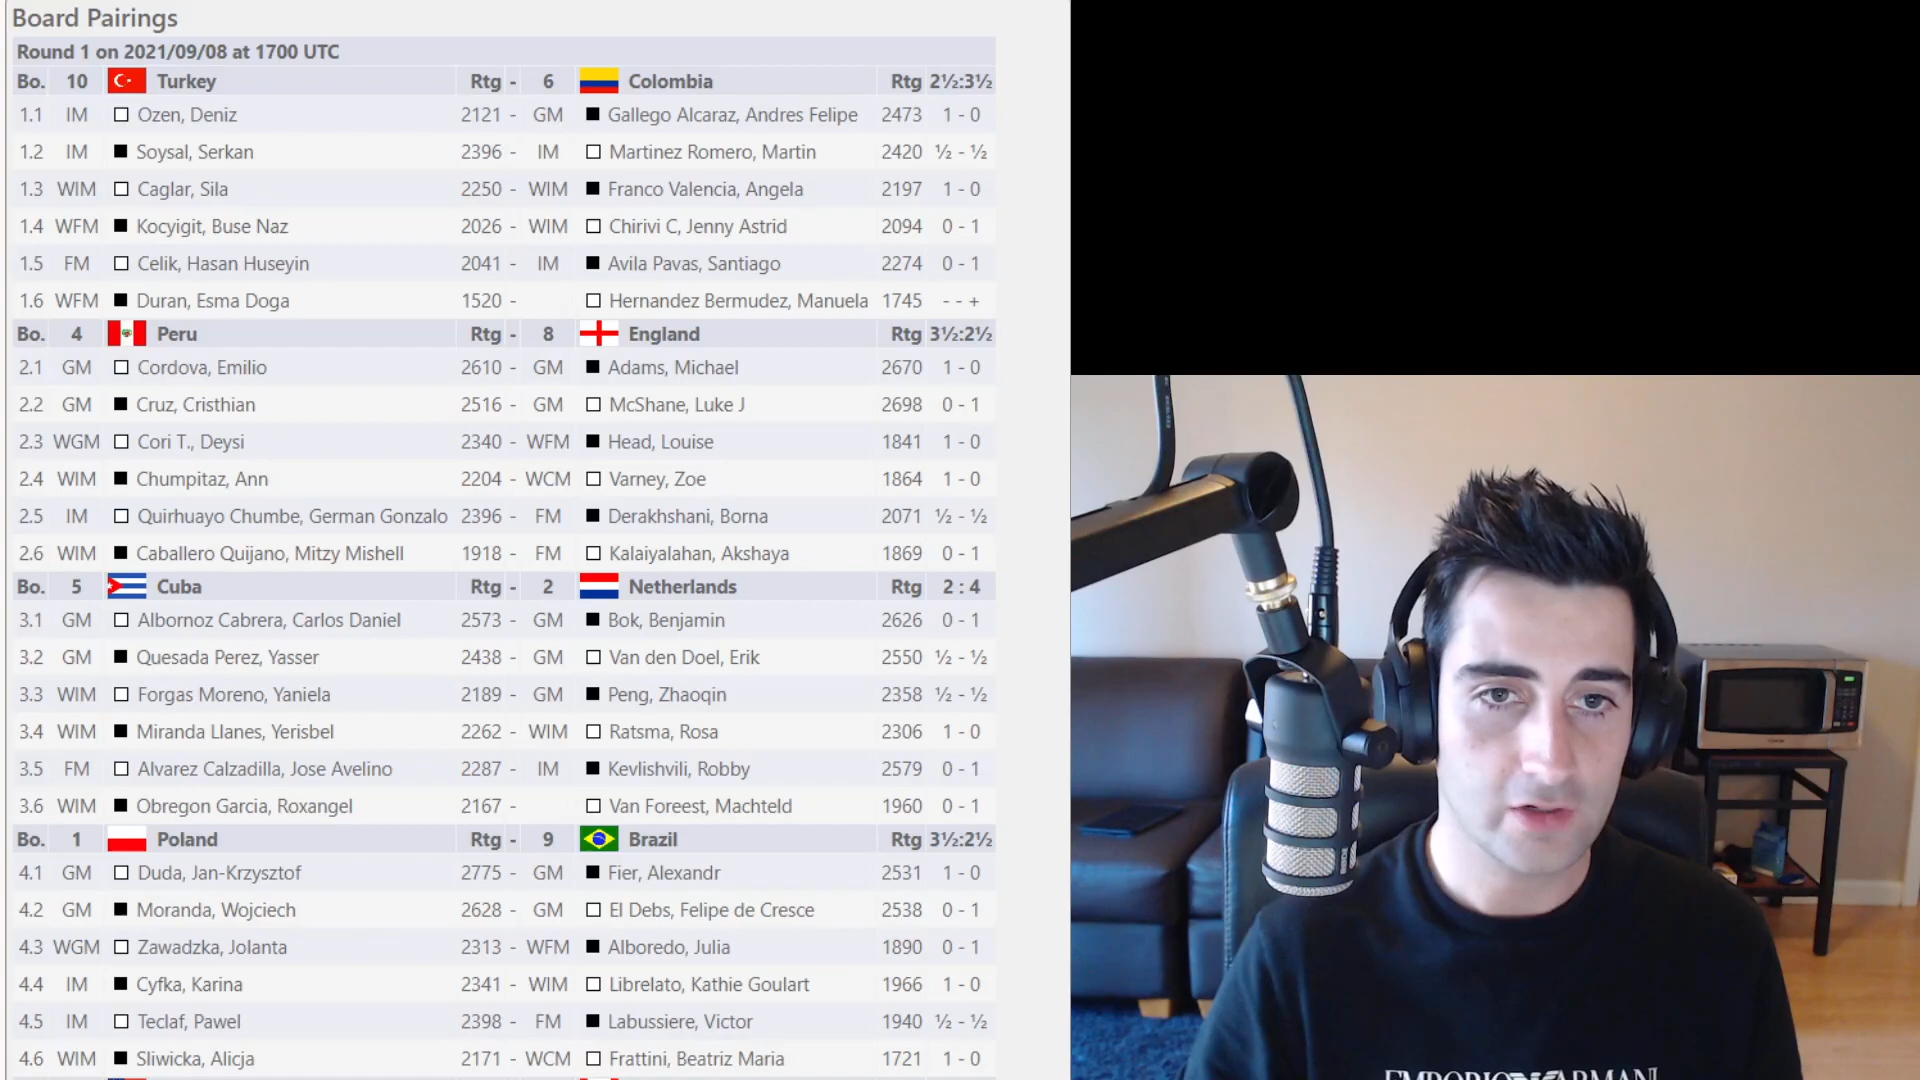 Board Pairings
Round 1 on 2021/09/08 at 1700 UTC
Bo. 10 Turkey Rtg - 6 Colombia Rtg 2½:3½
1.1 IM Ozen, Deniz 2121 - GM Gallego Alcaraz, Andres Felipe 2473 1 - 0
1.2 IM Soysal, Serkan 2396 - IM Martinez Romero, Martin 2420 ½ - ½
1.3 WIM Caglar, Sila 2250 - WIM Franco Valencia, Angela 2197 1 - 0
1.4 WFM Kocyigit, Buse Naz 2026 - WIM Chirivi C, Jenny Astrid 2094 0 - 1
1.5 FM Celik, Hasan Huseyin 2041 - IM Avila Pavas, Santiago 2274 0 - 1
1.6 WFM Duran, Esma Doga 1520 - Hernandez Bermudez, Manuela 1745 - - +
Bo. 4 Peru Rtg - 8 England Rtg 3½:2½
2.1 GM Cordova, Emilio 2610 - GM Adams, Michael 2670 1 - 0
2.2 GM Cruz, Cristhian 2516 - GM McShane, Luke J 2698 0 - 1
2.3 WGM Cori T., Deysi 2340 - WFM Head, Louise 1841 1 - 0
2.4 WIM Chumpitaz, Ann 2204 - WCM Varney, Zoe 1864 1 - 0
2.5 IM Quirhuayo Chumbe, German Gonzalo 2396 - FM Derakhshani, Borna 2071 ½ - ½
2.6 WIM Caballero Quijano, Mitzy Mishell 1918 - FM Kalaiyalahan, Akshaya 1869 0 - 1
Bo. 5 Cuba Rtg - 2 Netherlands Rtg 2 : 4
3.1 GM Albornoz Cabrera, Carlos Daniel 2573 - GM Bok, Benjamin 2626 0 - 1
3.2 GM Quesada Perez, Yasser 2438 - GM Van den Doel, Erik 2550 ½ - ½
3.3 WIM Forgas Moreno, Yaniela 2189 - GM Peng, Zhaoqin 2358 ½ - ½
3.4 WIM Miranda Llanes, Yerisbel 2262 - WIM Ratsma, Rosa 2306 1 - 0
3.5 FM Alvarez Calzadilla, Jose Avelino 2287 - IM Kevlishvili, Robby 2579 0 - 1
3.6 WIM Obregon Garcia, Roxangel 2167 - Van Foreest, Machteld 1960 0 - 1
Bo. 1 Poland Rtg - 9 Brazil Rtg 3½:2½
4.1 GM Duda, Jan-Krzysztof 2775 - GM Fier, Alexandr 2531 1 - 0
4.2 GM Moranda, Wojciech 2628 - GM El Debs, Felipe de Cresce 2538 0 - 1
4.3 WGM Zawadzka, Jolanta 2313 - WFM Alboredo, Julia 1890 0 - 1
4.4 IM Cyfka, Karina 2341 - WIM Librelato, Kathie Goulart 1966 1 - 0
4.5 IM Teclaf, Pawel 2398 - FM Labussiere, Victor 1940 ½ - ½
4.6 WIM Sliwicka, Alicja 2171 - WCM Frattini, Beatriz Maria 1721 1 - 0
EMPORIO ARMANI